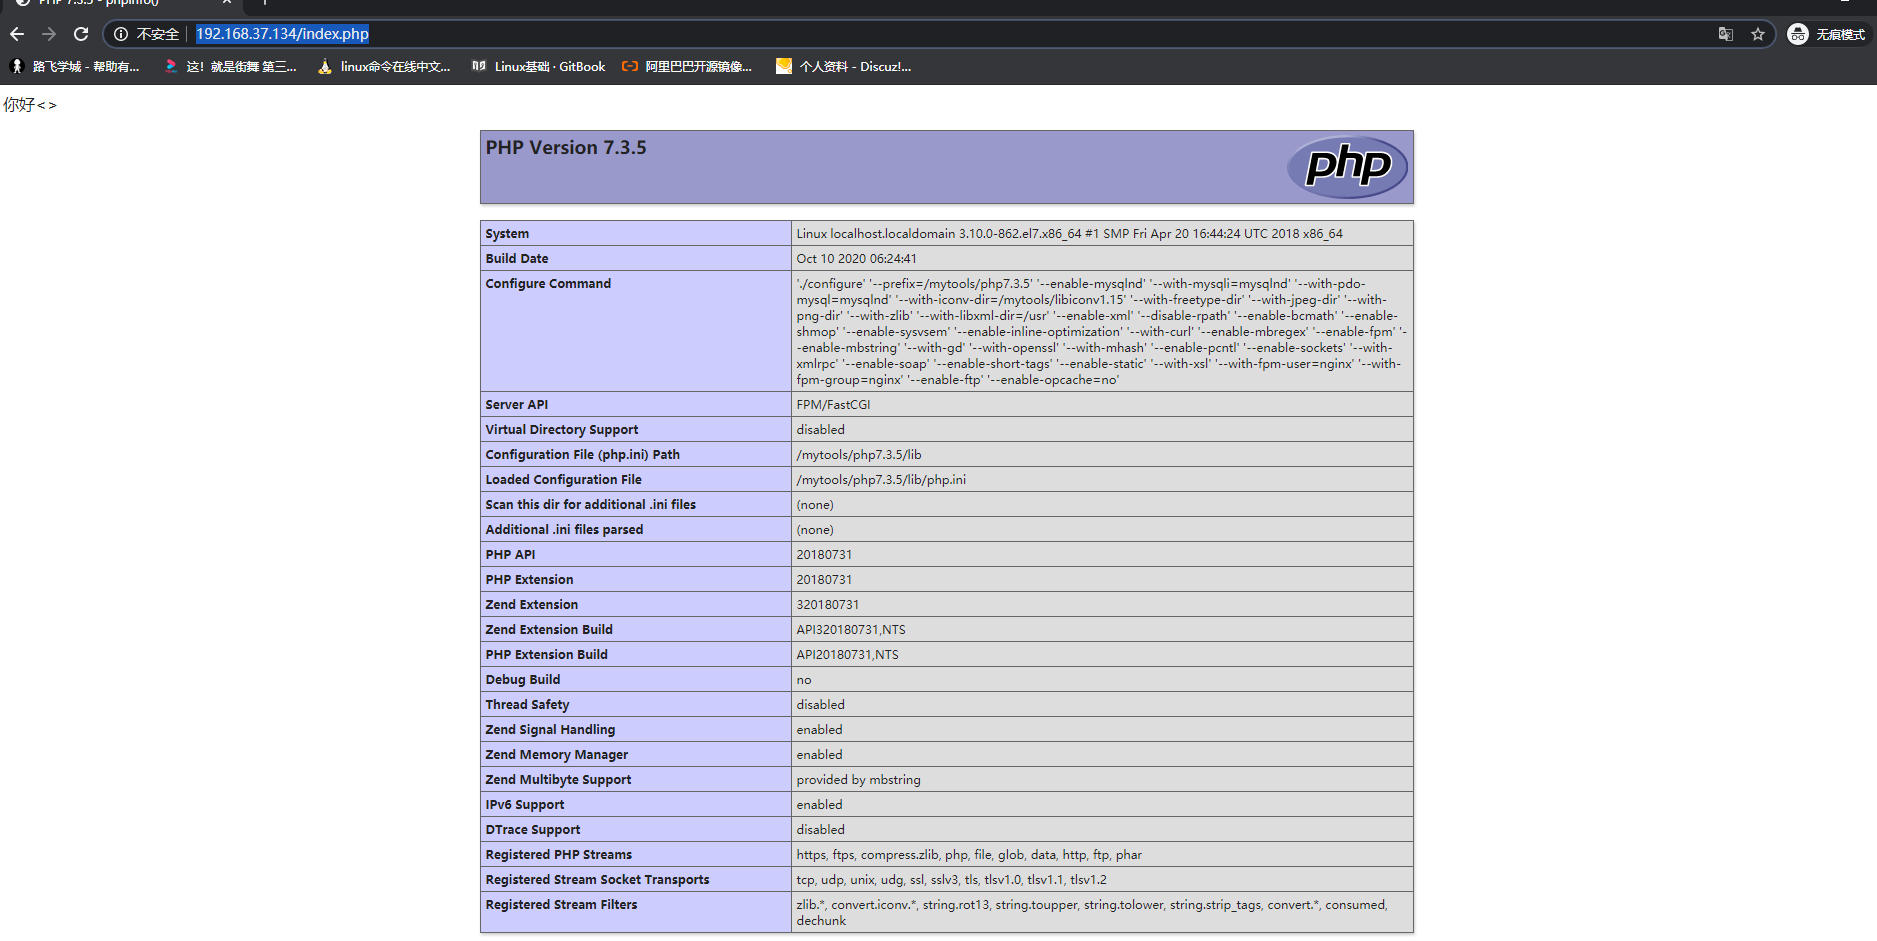 PHP 7.3.5 - phpinfo()
不安全 192.168.37.134/index.php 无痕模式
路飞学城 - 帮助有... 这！就是街舞 第三... linux命令在线中文... Linux基础 · GitBook 阿里巴巴开源镜像... 个人资料 - Discuz!...
你好< >
PHP Version 7.3.5
php
System Linux localhost.localdomain 3.10.0-862.el7.x86_64 #1 SMP Fri Apr 20 16:44:24 UTC 2018 x86_64
Build Date Oct 10 2020 06:24:41
Configure Command './configure' '--prefix=/mytools/php7.3.5' '--enable-mysqlnd' '--with-mysqli=mysqlnd' '--with-pdo-
mysql=mysqlnd' '--with-iconv-dir=/mytools/libiconv1.15' '--with-freetype-dir' '--with-jpeg-dir' '--with-
png-dir' '--with-zlib' '--with-libxml-dir=/usr' '--enable-xml' '--disable-rpath' '--enable-bcmath' '--enable-
shmop' '--enable-sysvsem' '--enable-inline-optimization' '--with-curl' '--enable-mbregex' '--enable-fpm' '-
-enable-mbstring' '--with-gd' '--with-openssl' '--with-mhash' '--enable-pcntl' '--enable-sockets' '--with-
xmlrpc' '--enable-soap' '--enable-short-tags' '--enable-static' '--with-xsl' '--with-fpm-user=nginx' '--with-
fpm-group=nginx' '--enable-ftp' '--enable-opcache=no'
Server API FPM/FastCGI
Virtual Directory Support disabled
Configuration File (php.ini) Path /mytools/php7.3.5/lib
Loaded Configuration File /mytools/php7.3.5/lib/php.ini
Scan this dir for additional .ini files (none)
Additional .ini files parsed (none)
PHP API 20180731
PHP Extension 20180731
Zend Extension 320180731
Zend Extension Build API320180731,NTS
PHP Extension Build API20180731,NTS
Debug Build no
Thread Safety disabled
Zend Signal Handling enabled
Zend Memory Manager enabled
Zend Multibyte Support provided by mbstring
IPv6 Support enabled
DTrace Support disabled
Registered PHP Streams https, ftps, compress.zlib, php, file, glob, data, http, ftp, phar
Registered Stream Socket Transports tcp, udp, unix, udg, ssl, sslv3, tls, tlsv1.0, tlsv1.1, tlsv1.2
Registered Stream Filters zlib.*, convert.iconv.*, string.rot13, string.toupper, string.tolower, string.strip_tags, convert.*, consumed,
dechunk